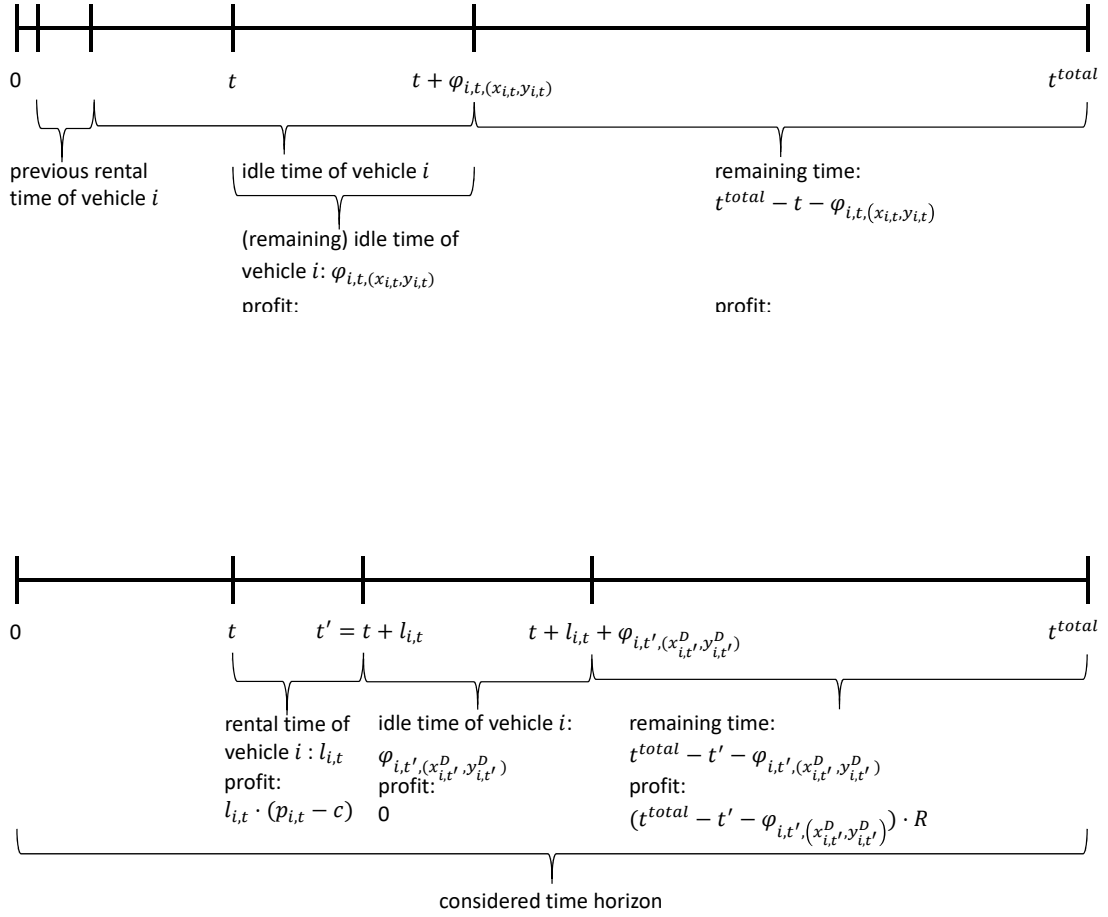 0 t t + φ_{i,t,(x_{i,t},y_{i,t})} t^{total}
previous rental
time of vehicle i
idle time of vehicle i
(remaining) idle time of
vehicle i: φ_{i,t,(x_{i,t},y_{i,t})}
profit:
remaining time:
t^{total} − t − φ_{i,t,(x_{i,t},y_{i,t})}
profit:
0 t t′ = t + l_{i,t} t + l_{i,t} + φ_{i,t′,(x^D_{i,t′},y^D_{i,t′})} t^{total}
rental time of
vehicle i : l_{i,t}
profit:
l_{i,t} · (p_{i,t} − c)
idle time of vehicle i:
φ_{i,t′,(x^D_{i,t′},y^D_{i,t′})}
profit:
0
remaining time:
t^{total} − t′ − φ_{i,t′,(x^D_{i,t′},y^D_{i,t′})}
profit:
(t^{total} − t′ − φ_{i,t′,(x^D_{i,t′},y^D_{i,t′})}) · R
considered time horizon